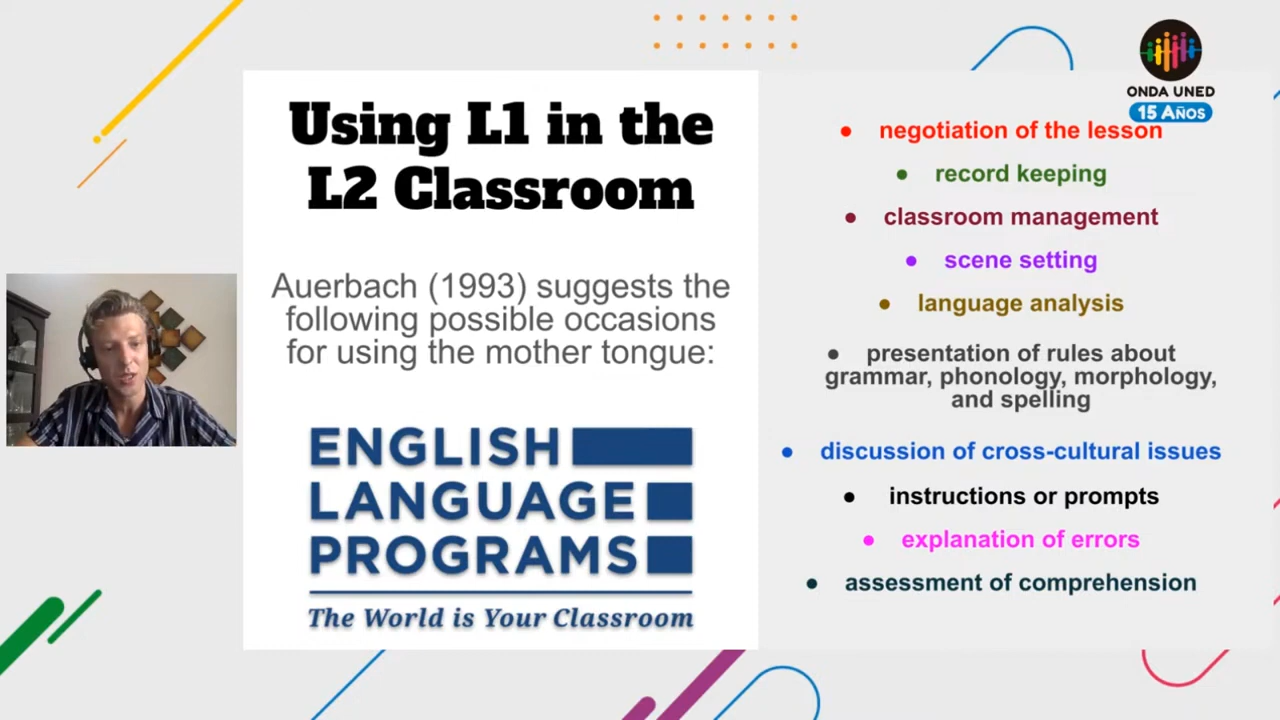 Using L1 in the
L2 Classroom
Auerbach (1993) suggests the
following possible occasions
for using the mother tongue:
ENGLISH
LANGUAGE
PROGRAMS
The World is Your Classroom
ONDA UNED
15 AÑOS
• negotiation of the lesson
• record keeping
• classroom management
• scene setting
• language analysis
• presentation of rules about
grammar, phonology, morphology,
and spelling
• discussion of cross-cultural issues
• instructions or prompts
• explanation of errors
• assessment of comprehension